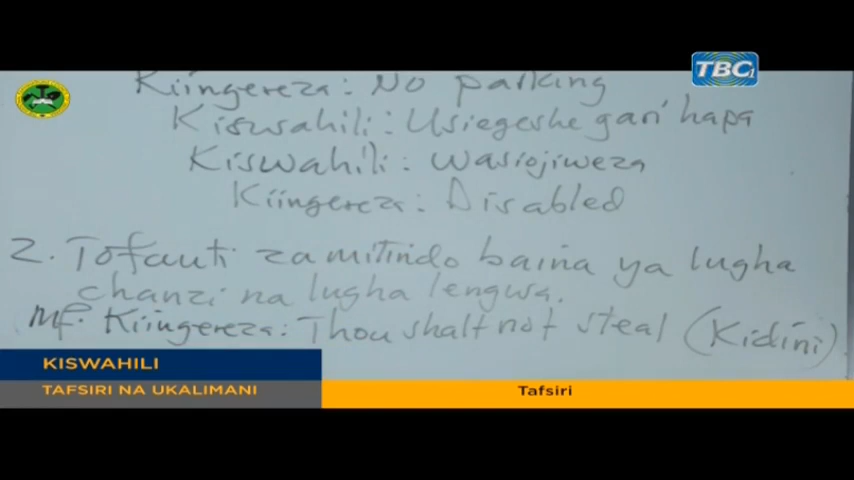 TBC1
Kiingereza: No parking
Kiswahili: Usiegeshe gari hapa
Kiswahili: wasiojiweza
Kiingereza: Disabled
2. Tofauti za mitindo baina ya lugha
chanzi na lugha lengwa.
Mf. Kiingereza: Thou shalt not steal (Kidini)
KISWAHILI
TAFSIRI NA UKALIMANI
Tafsiri